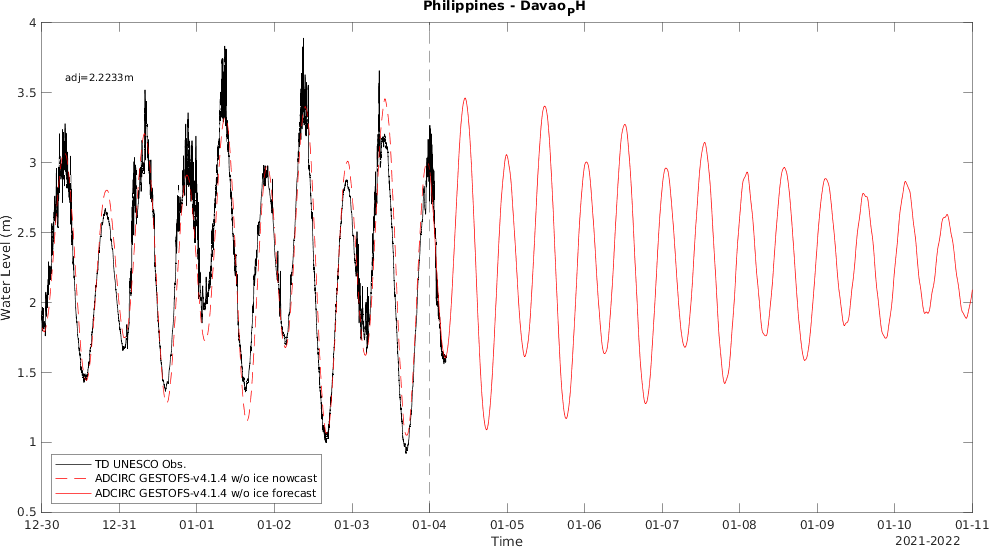 Philippines - Davao_pH
4
3.5
3
2.5
2
1.5
1
0.5
Water Level (m)
adj=2.2233m
TD UNESCO Obs.
ADCIRC GESTOFS-v4.1.4 w/o ice nowcast
ADCIRC GESTOFS-v4.1.4 w/o ice forecast
12-30 12-31 01-01 01-02 01-03 01-04 01-05 01-06 01-07 01-08 01-09 01-10 01-11
Time
2021-2022